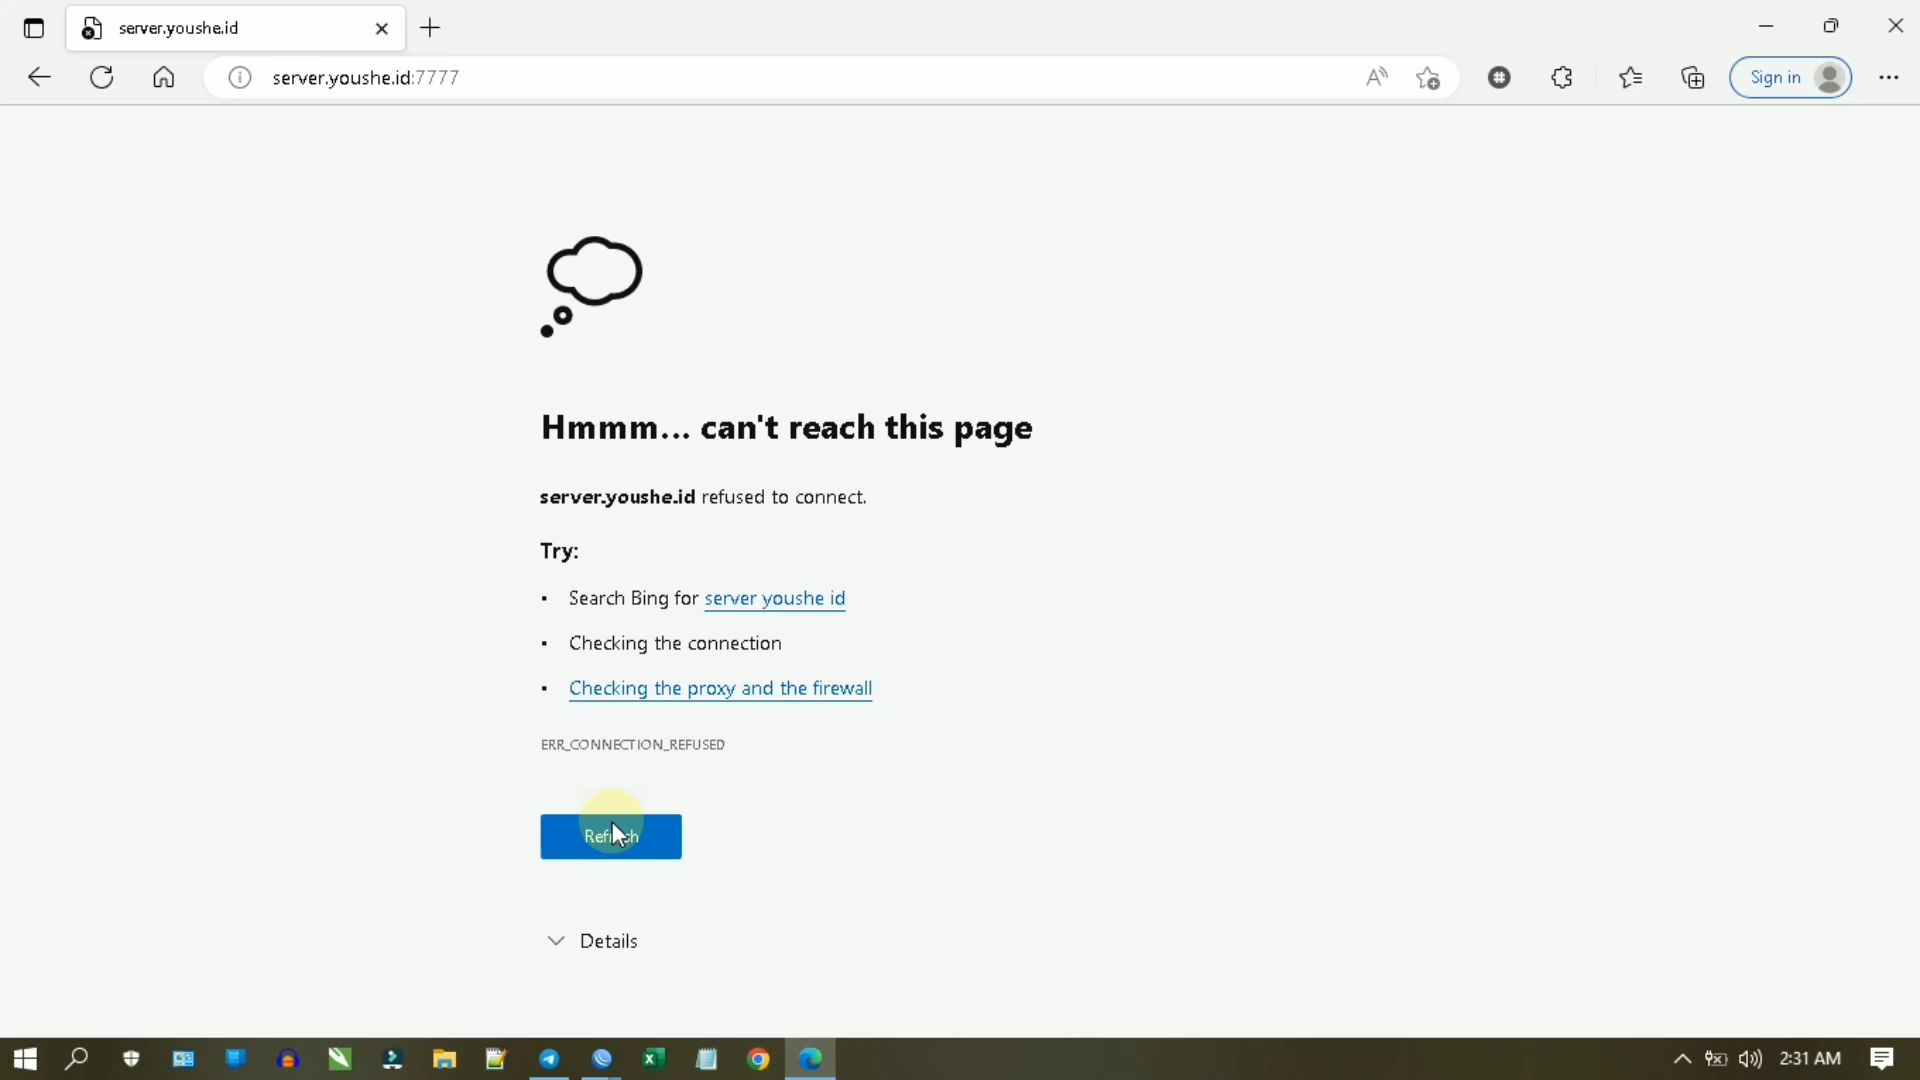 server.youshe.id
server.youshe.id:7777
Sign in
Hmmm... can't reach this page
server.youshe.id refused to connect.
Try:
▪ Search Bing for server youshe id
▪ Checking the connection
▪ Checking the proxy and the firewall
ERR_CONNECTION_REFUSED
Refresh
Details
2:31 AM